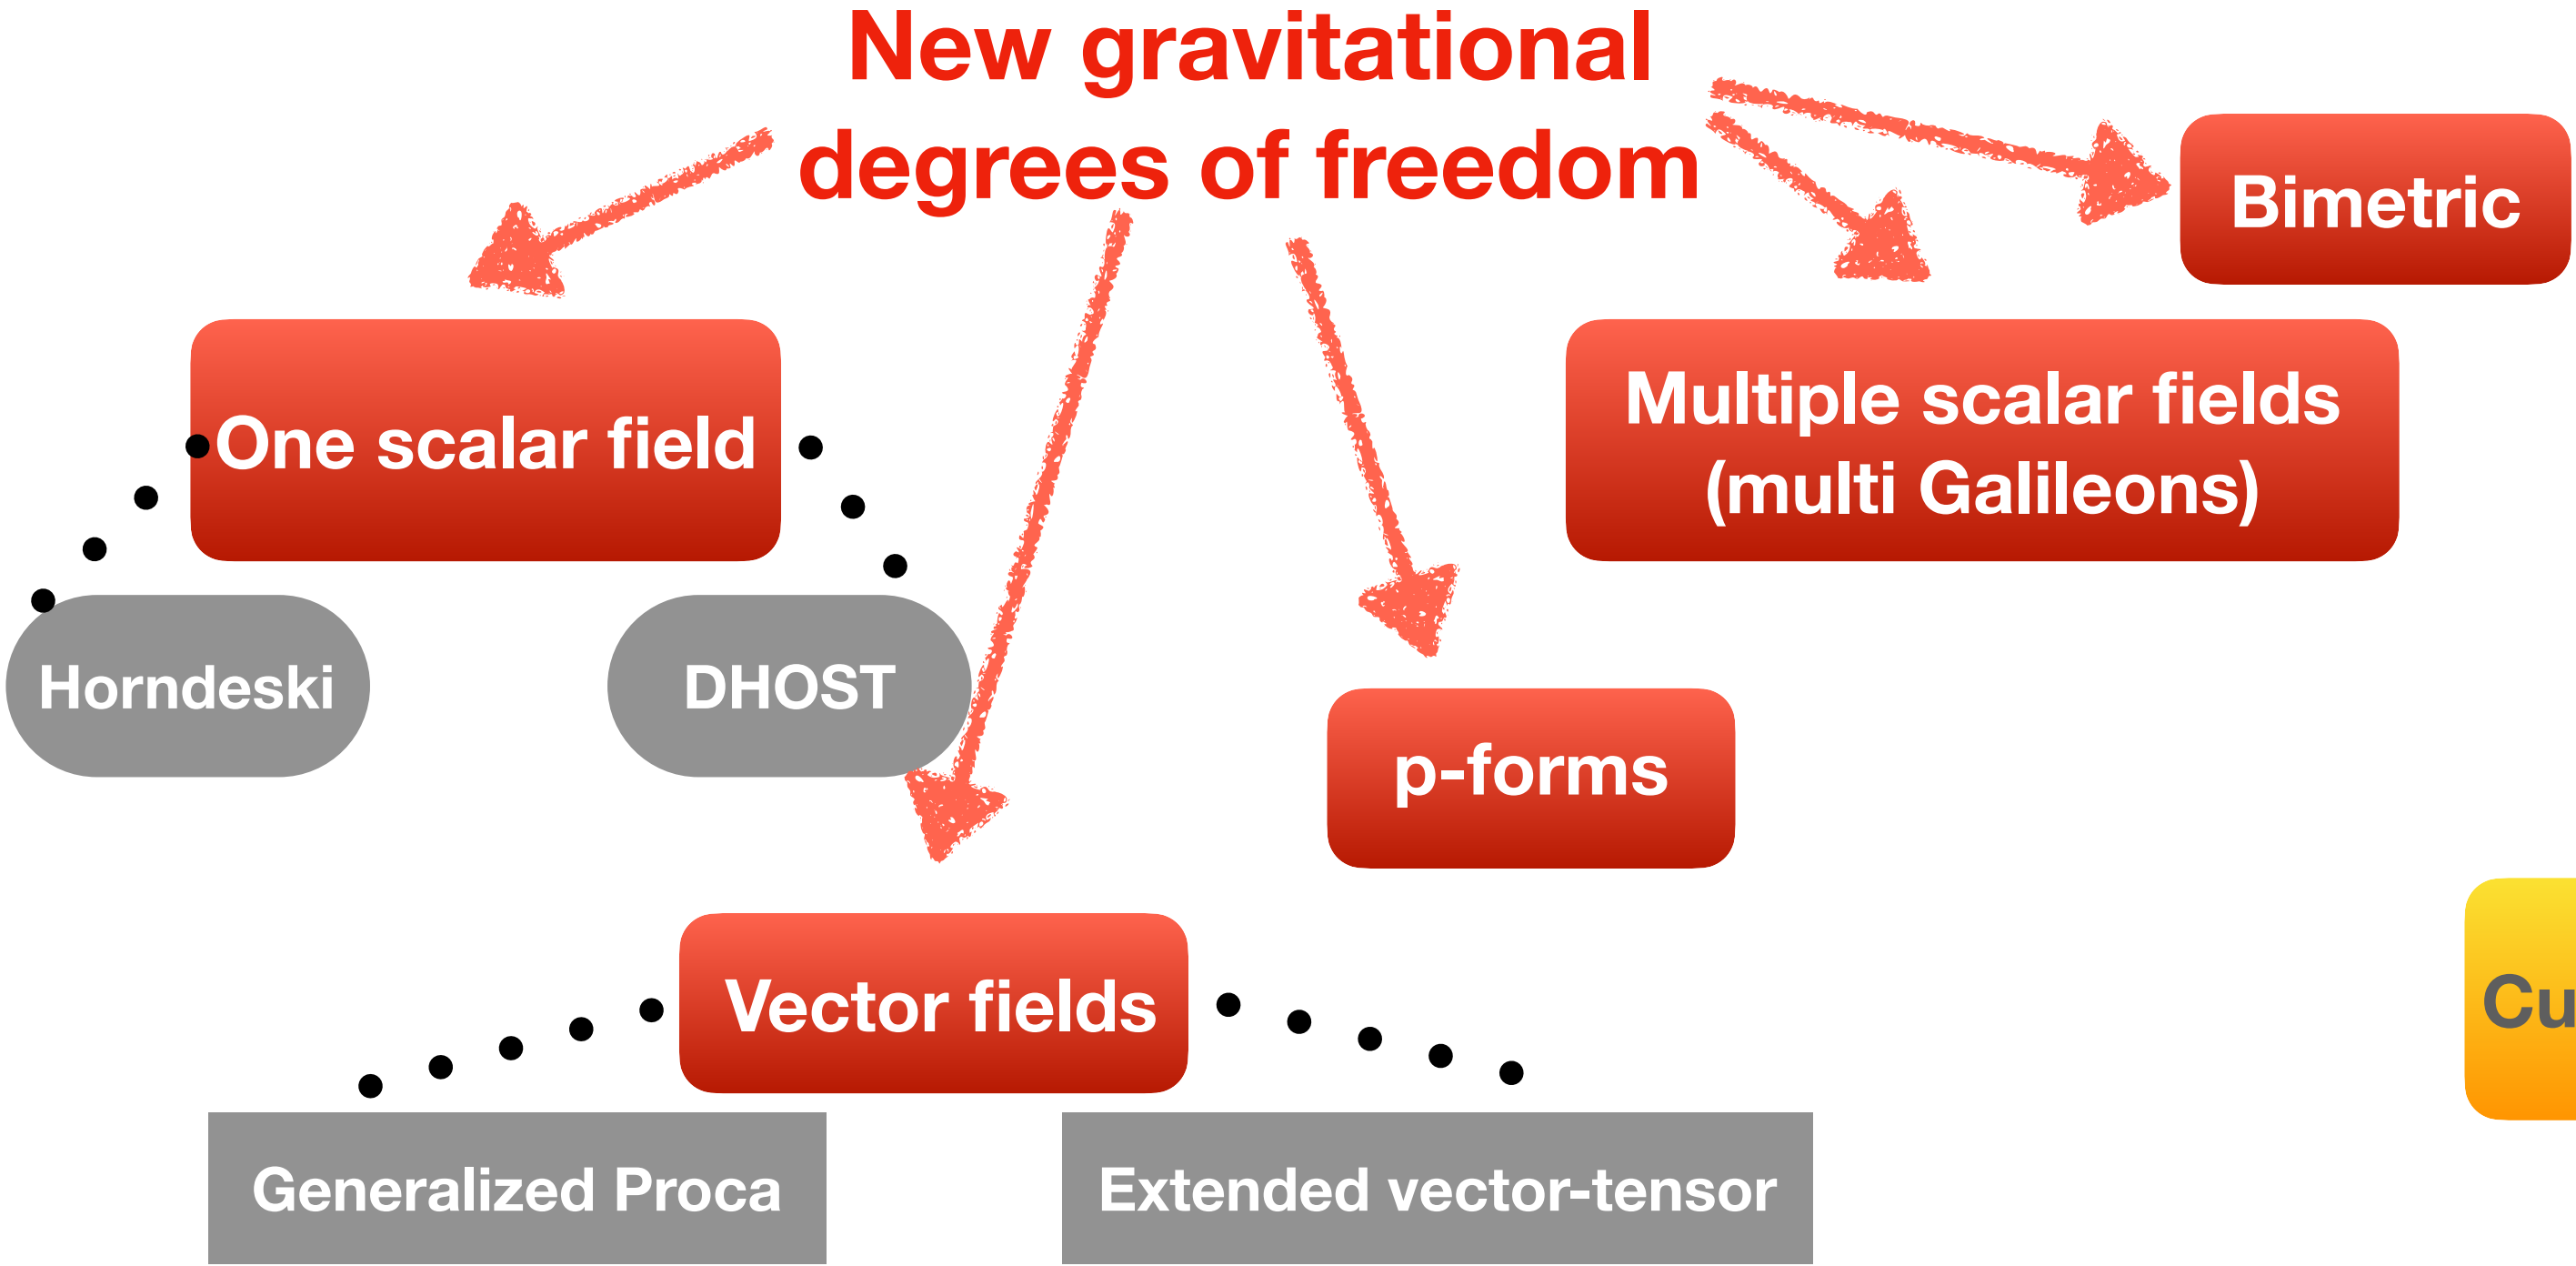 New gravitational
degrees of freedom
Bimetric
One scalar field
Multiple scalar fields
(multi Galileons)
Horndeski
DHOST
p-forms
Vector fields
Generalized Proca
Extended vector-tensor